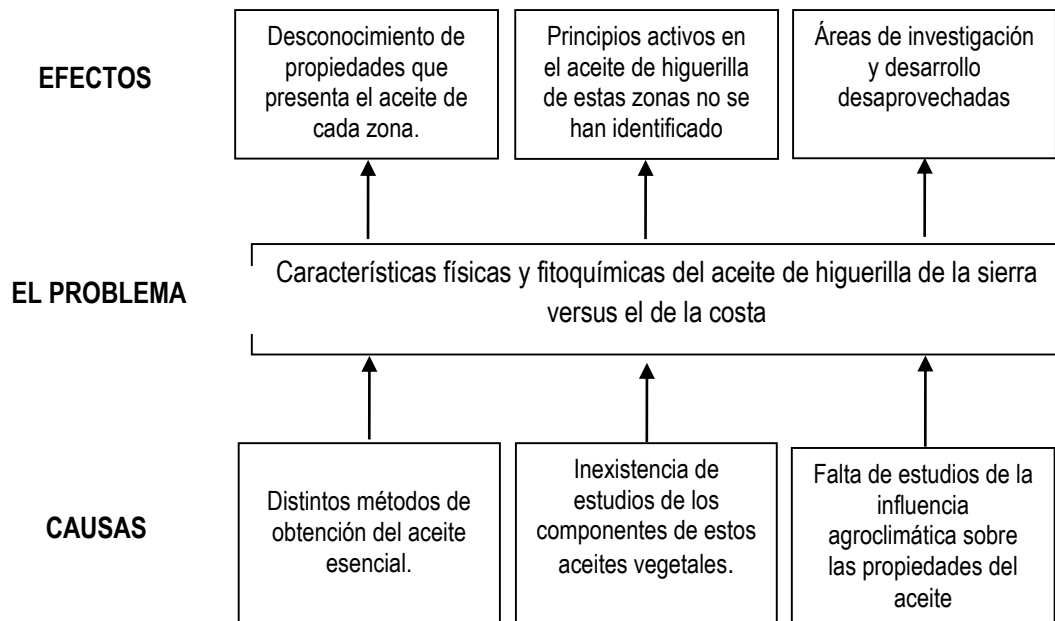 EFECTOS
Desconocimiento de
propiedades que
presenta el aceite de
cada zona.
Principios activos en
el aceite de higuerilla
de estas zonas no se
han identificado
Áreas de investigación
y desarrollo
desaprovechadas
EL PROBLEMA
Características físicas y fitoquímicas del aceite de higuerilla de la sierra
versus el de la costa
CAUSAS
Distintos métodos de
obtención del aceite
esencial.
Inexistencia de
estudios de los
componentes de estos
aceites vegetales.
Falta de estudios de la
influencia
agroclimática sobre
las propiedades del
aceite